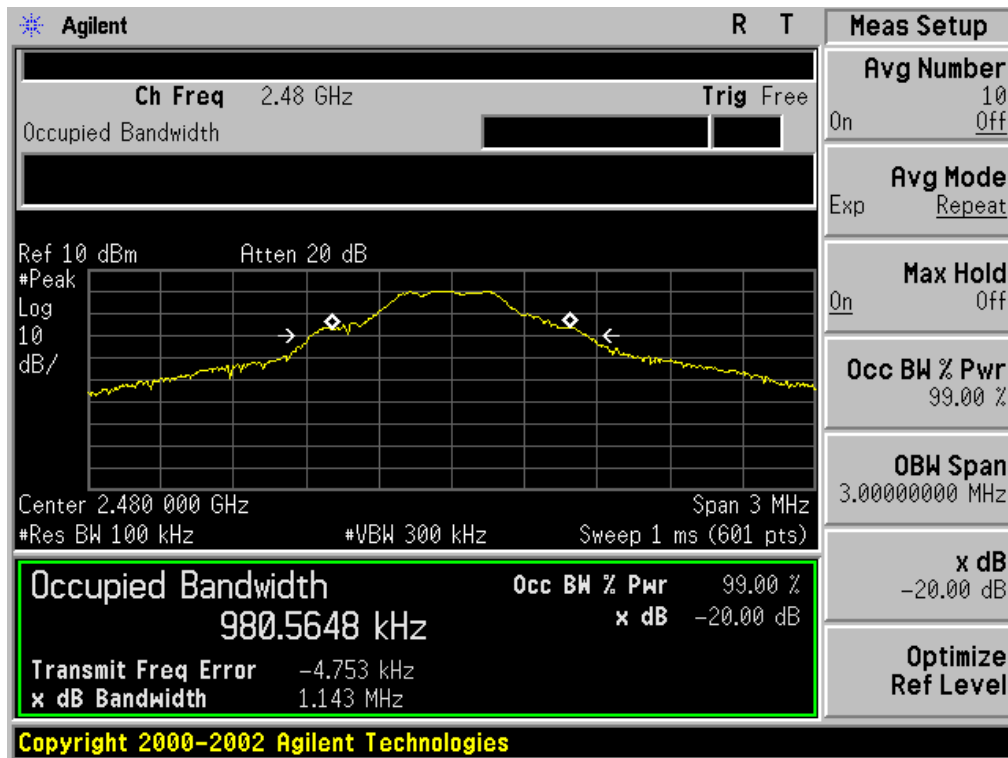 Agilent R T
Ch Freq 2.48 GHz Trig Free
Occupied Bandwidth
Ref 10 dBm Atten 20 dB
#Peak
Log
10
dB/
Center 2.480 000 GHz Span 3 MHz
#Res BW 100 kHz #VBW 300 kHz Sweep 1 ms (601 pts)
Occupied Bandwidth Occ BW % Pwr 99.00 %
980.5648 kHz x dB -20.00 dB
Transmit Freq Error -4.753 kHz
x dB Bandwidth 1.143 MHz
Copyright 2000-2002 Agilent Technologies
Meas Setup
Avg Number
10
On Off
Avg Mode
Exp Repeat
Max Hold
On Off
Occ BW % Pwr
99.00 %
OBW Span
3.00000000 MHz
x dB
-20.00 dB
Optimize
Ref Level